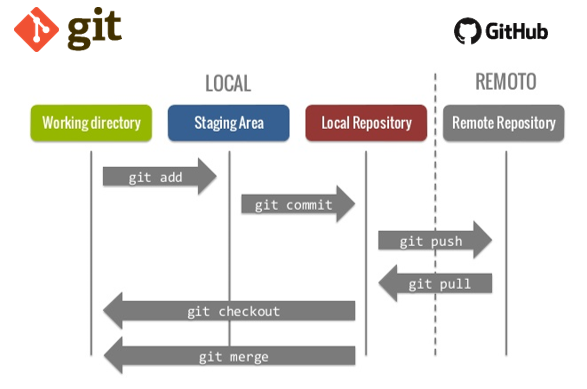 git
GitHub
LOCAL
REMOTO
Working directory
Staging Area
Local Repository
Remote Repository
git add
git commit
git push
git pull
git checkout
git merge